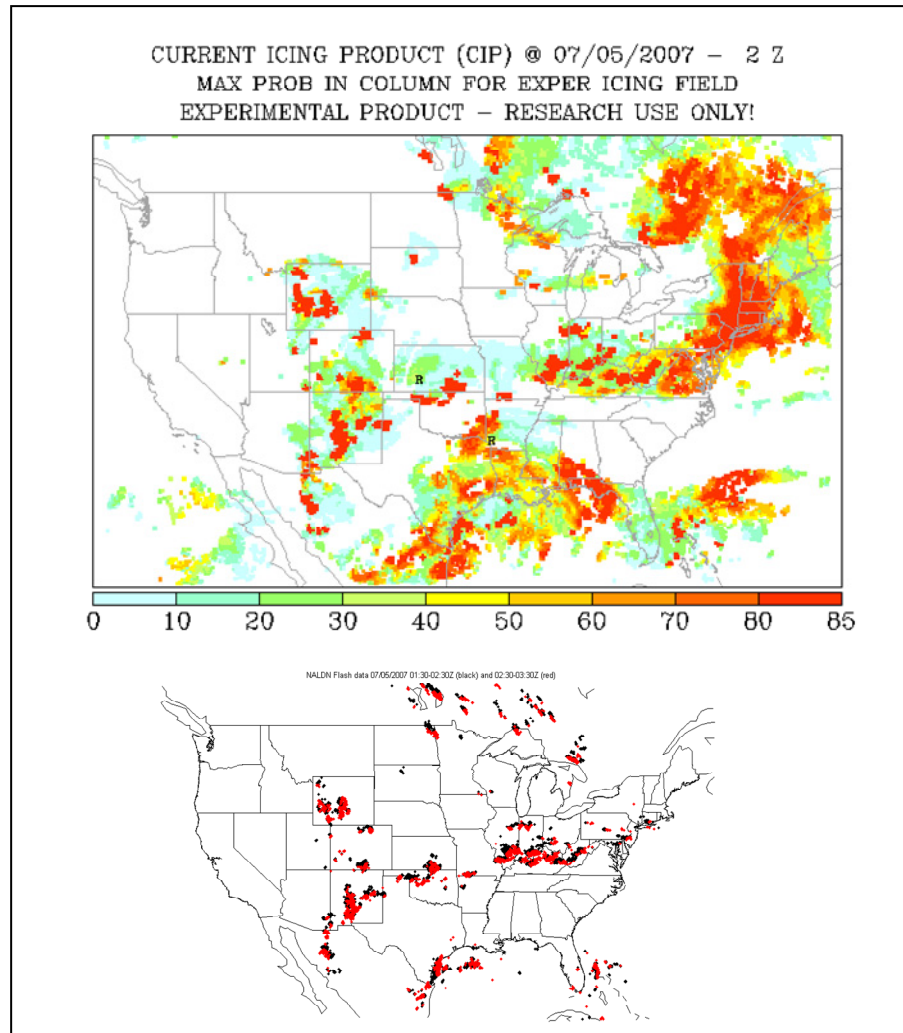 CURRENT ICING PRODUCT (CIP) @ 07/05/2007 – 2 Z
MAX PROB IN COLUMN FOR EXPER ICING FIELD
EXPERIMENTAL PRODUCT – RESEARCH USE ONLY!
R
R
0 10 20 30 40 50 60 70 80 85
NALDN Flash data 07/05/2007 01:30-02:30Z (black) and 02:30-03:30Z (red)